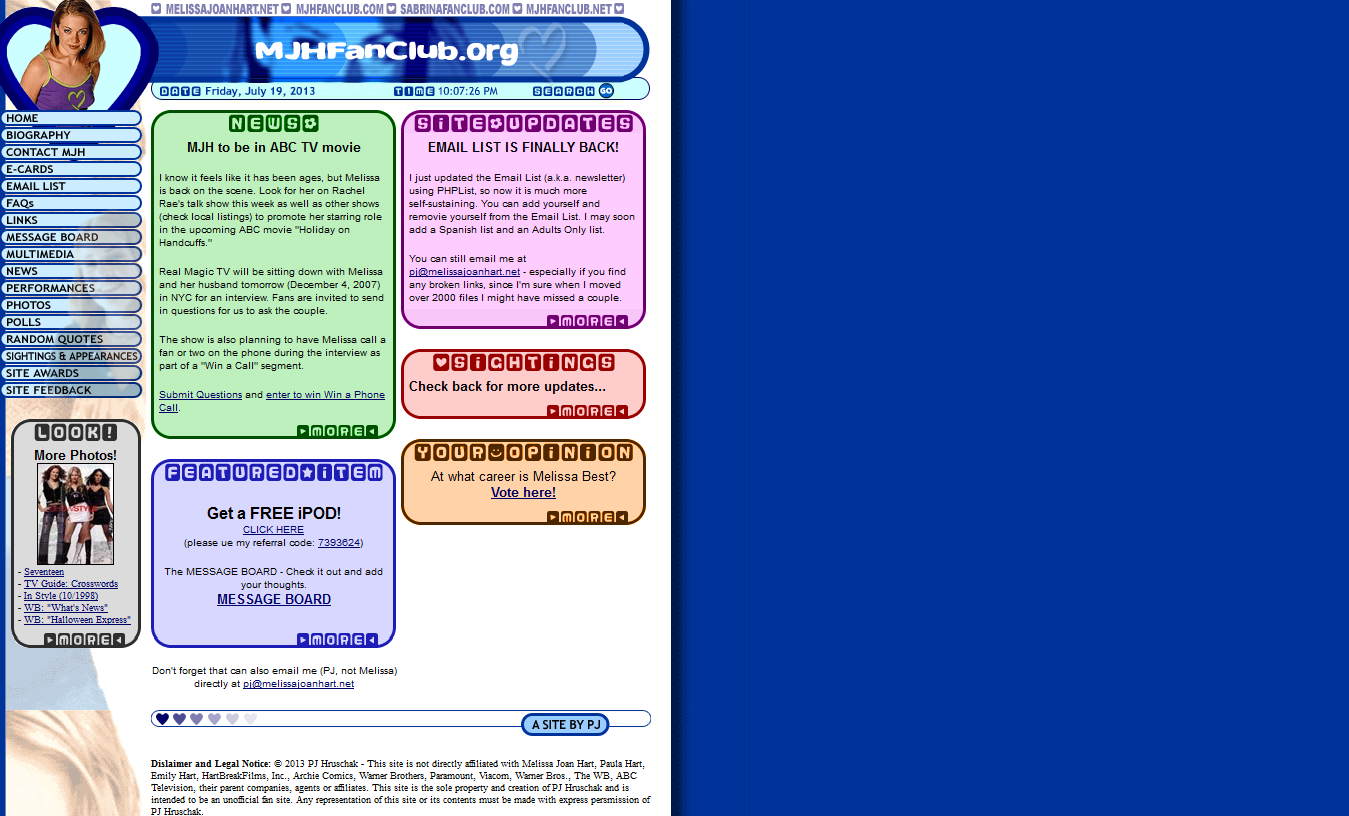 MELISSAJOANHART.NET MJHFANCLUB.COM SABRINAFANCLUB.COM MJHFANCLUB.NET
MJHFanClub.org
DATE Friday, July 19, 2013 TIME 10:07:26 PM SEARCH GO
HOME
BIOGRAPHY
CONTACT MJH
E-CARDS
EMAIL LIST
FAQs
LINKS
MESSAGE BOARD
MULTIMEDIA
NEWS
PERFORMANCES
PHOTOS
POLLS
RANDOM QUOTES
SIGHTINGS & APPEARANCES
SITE AWARDS
SITE FEEDBACK
LOOK!
More Photos!
- Seventeen
- TV Guide: Crosswords
- In Style (10/1998)
- WB: "What's News"
- WB: "Halloween Express"
MORE
NEWS
MJH to be in ABC TV movie
I know it feels like it has been ages, but Melissa
is back on the scene. Look for her on Rachel
Rae's talk show this week as well as other shows
(check local listings) to promote her starring role
in the upcoming ABC movie "Holiday on
Handcuffs."
Real Magic TV will be sitting down with Melissa
and her husband tomorrow (December 4, 2007)
in NYC for an interview. Fans are invited to send
in questions for us to ask the couple.
The show is also planning to have Melissa call a
fan or two on the phone during the interview as
part of a "Win a Call" segment.
Submit Questions and enter to win Win a Phone
Call.
MORE
FEATURED ITEM
Get a FREE iPOD!
CLICK HERE
(please ue my referral code: 7393624)
The MESSAGE BOARD - Check it out and add
your thoughts.
MESSAGE BOARD
MORE
SITE UPDATES
EMAIL LIST IS FINALLY BACK!
I just updated the Email List (a.k.a. newsletter)
using PHPList, so now it is much more
self-sustaining. You can add yourself and
removie yourself from the Email List. I may soon
add a Spanish list and an Adults Only list.
You can still email me at
pj@melissajoanhart.net - especially if you find
any broken links, since I'm sure when I moved
over 2000 files I might have missed a couple.
MORE
SIGHTINGS
Check back for more updates...
MORE
YOUR OPINION
At what career is Melissa Best?
Vote here!
MORE
Don't forget that can also email me (PJ, not Melissa)
directly at pj@melissajoanhart.net
A SITE BY PJ
Dislaimer and Legal Notice: © 2013 PJ Hruschak - This site is not directly affiliated with Melissa Joan Hart, Paula Hart,
Emily Hart, HartBreakFilms, Inc., Archie Comics, Warner Brothers, Paramount, Viacom, Warner Bros., The WB, ABC
Television, their parent companies, agents or affiliates. This site is the sole property and creation of PJ Hruschak and is
intended to be an unofficial fan site. Any representation of this site or its contents must be made with express persmission of
PJ Hruschak.